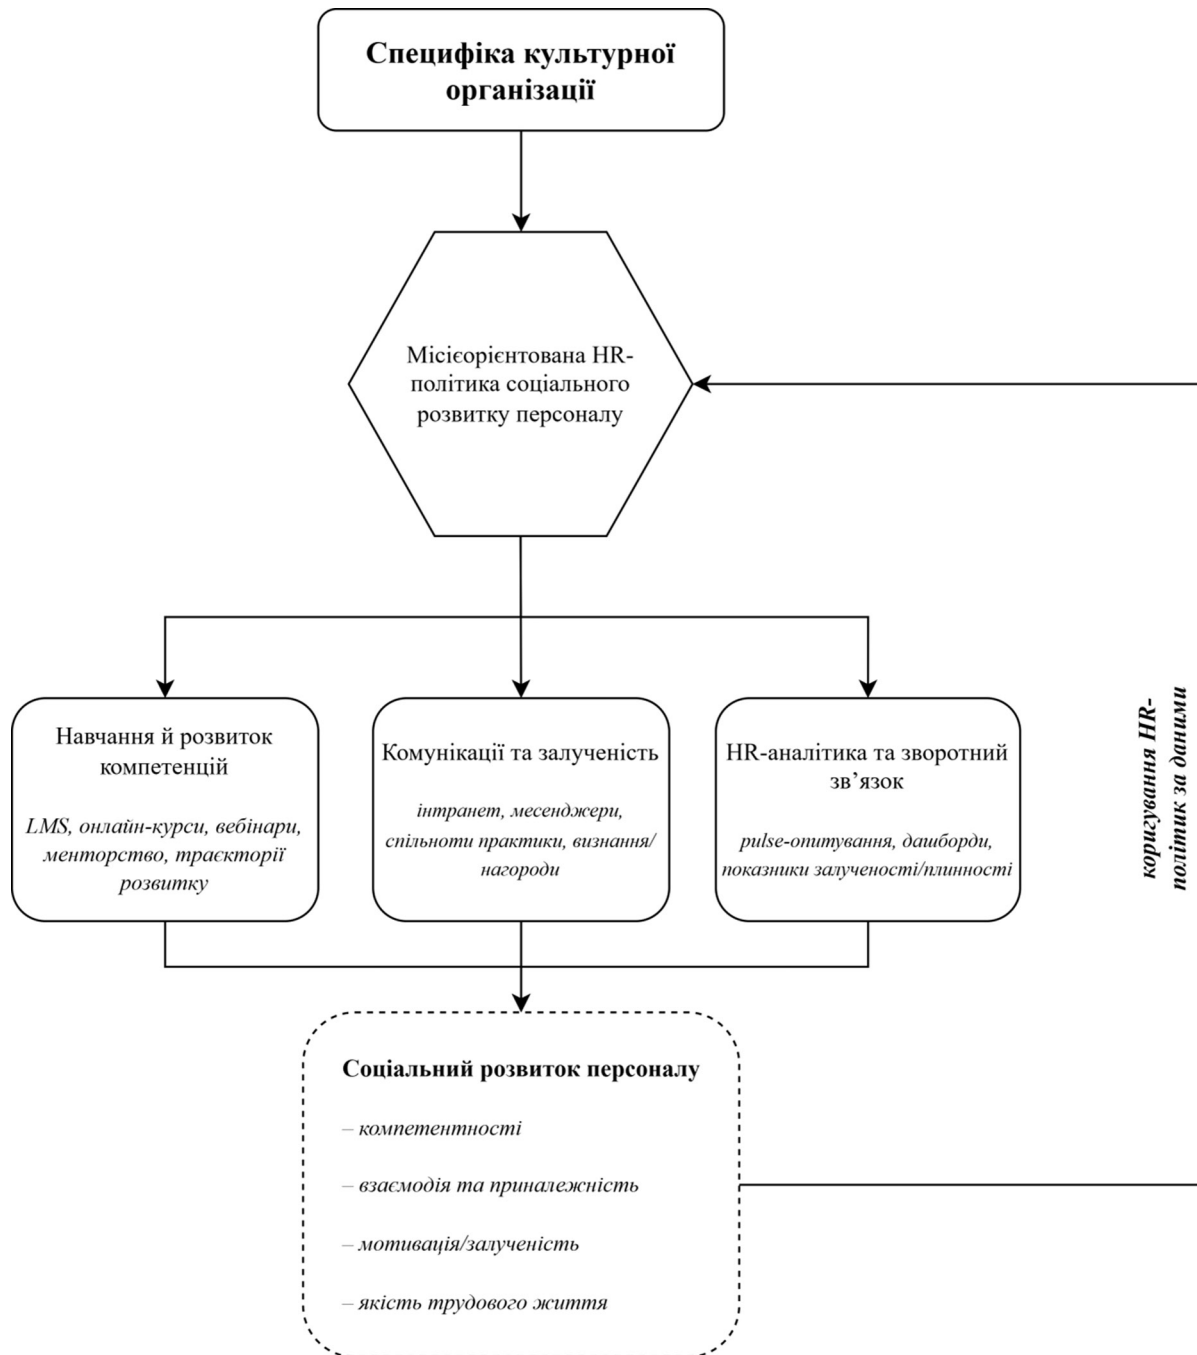 Специфіка культурної
організації
Місієорієнтована HR-
політика соціального
розвитку персоналу
Навчання й розвиток
компетенцій
LMS, онлайн-курси, вебінари,
менторство, траєкторії
розвитку
Комунікації та залученість
інтранет, месенджери,
спільноти практики, визнання/
нагороди
HR-аналітика та зворотний
зв’язок
pulse-опитування, дашборди,
показники залученості/плинності
коригування HR-
політик за даними
Соціальний розвиток персоналу
– компетентності
– взаємодія та приналежність
– мотивація/залученість
– якість трудового життя